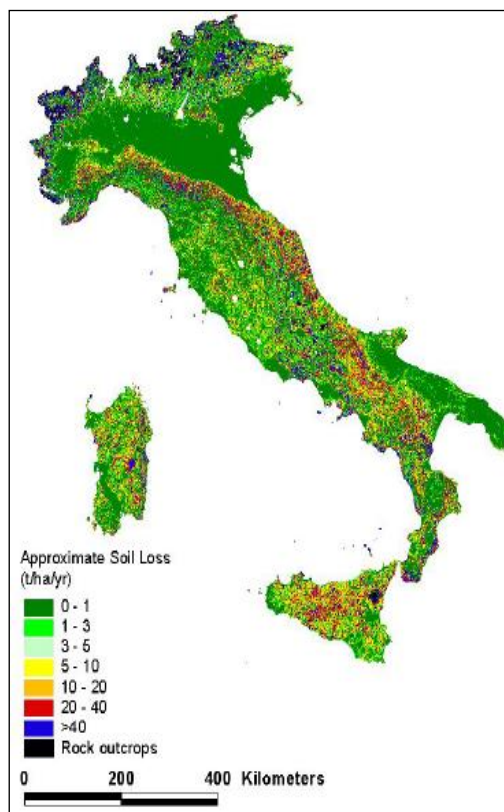 Approximate Soil Loss
(t/ha/yr)
0 - 1
1 - 3
3 - 5
5 - 10
10 - 20
20 - 40
>40
Rock outcrops
0 200 400 Kilometers